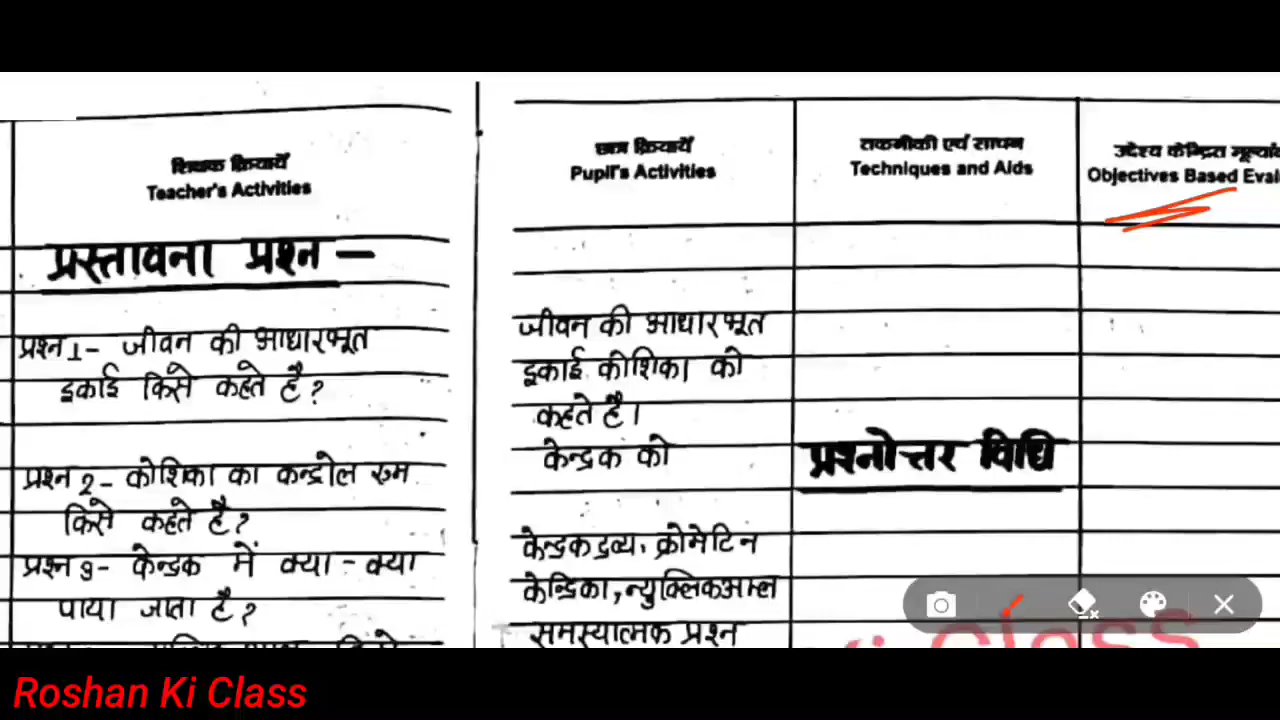 शिक्षक क्रियायें
Teacher's Activities
प्रस्तावना प्रश्न –
प्रश्न 1- जीवन की आधारभूत
इकाई किसे कहते है?
प्रश्न 2- कोशिका का कन्ट्रोल रुम
किसे कहते है?
प्रश्न 3- केन्द्रक में क्या - क्या
पाया जाता है?
छात्र क्रियायें
Pupil's Activities
जीवन की आधारभूत
इकाई कोशिका को
कहते है।
केन्द्रक को
केन्द्रक द्रव्य, क्रोमेटिन
केन्द्रिका, न्युक्लिक अम्ल
समस्यात्मक प्रश्न
तकनीकी एवं साधन
Techniques and Aids
प्रश्नोत्तर विधि
उद्देश्य केन्द्रित
Objectives Based
Class
Roshan Ki Class